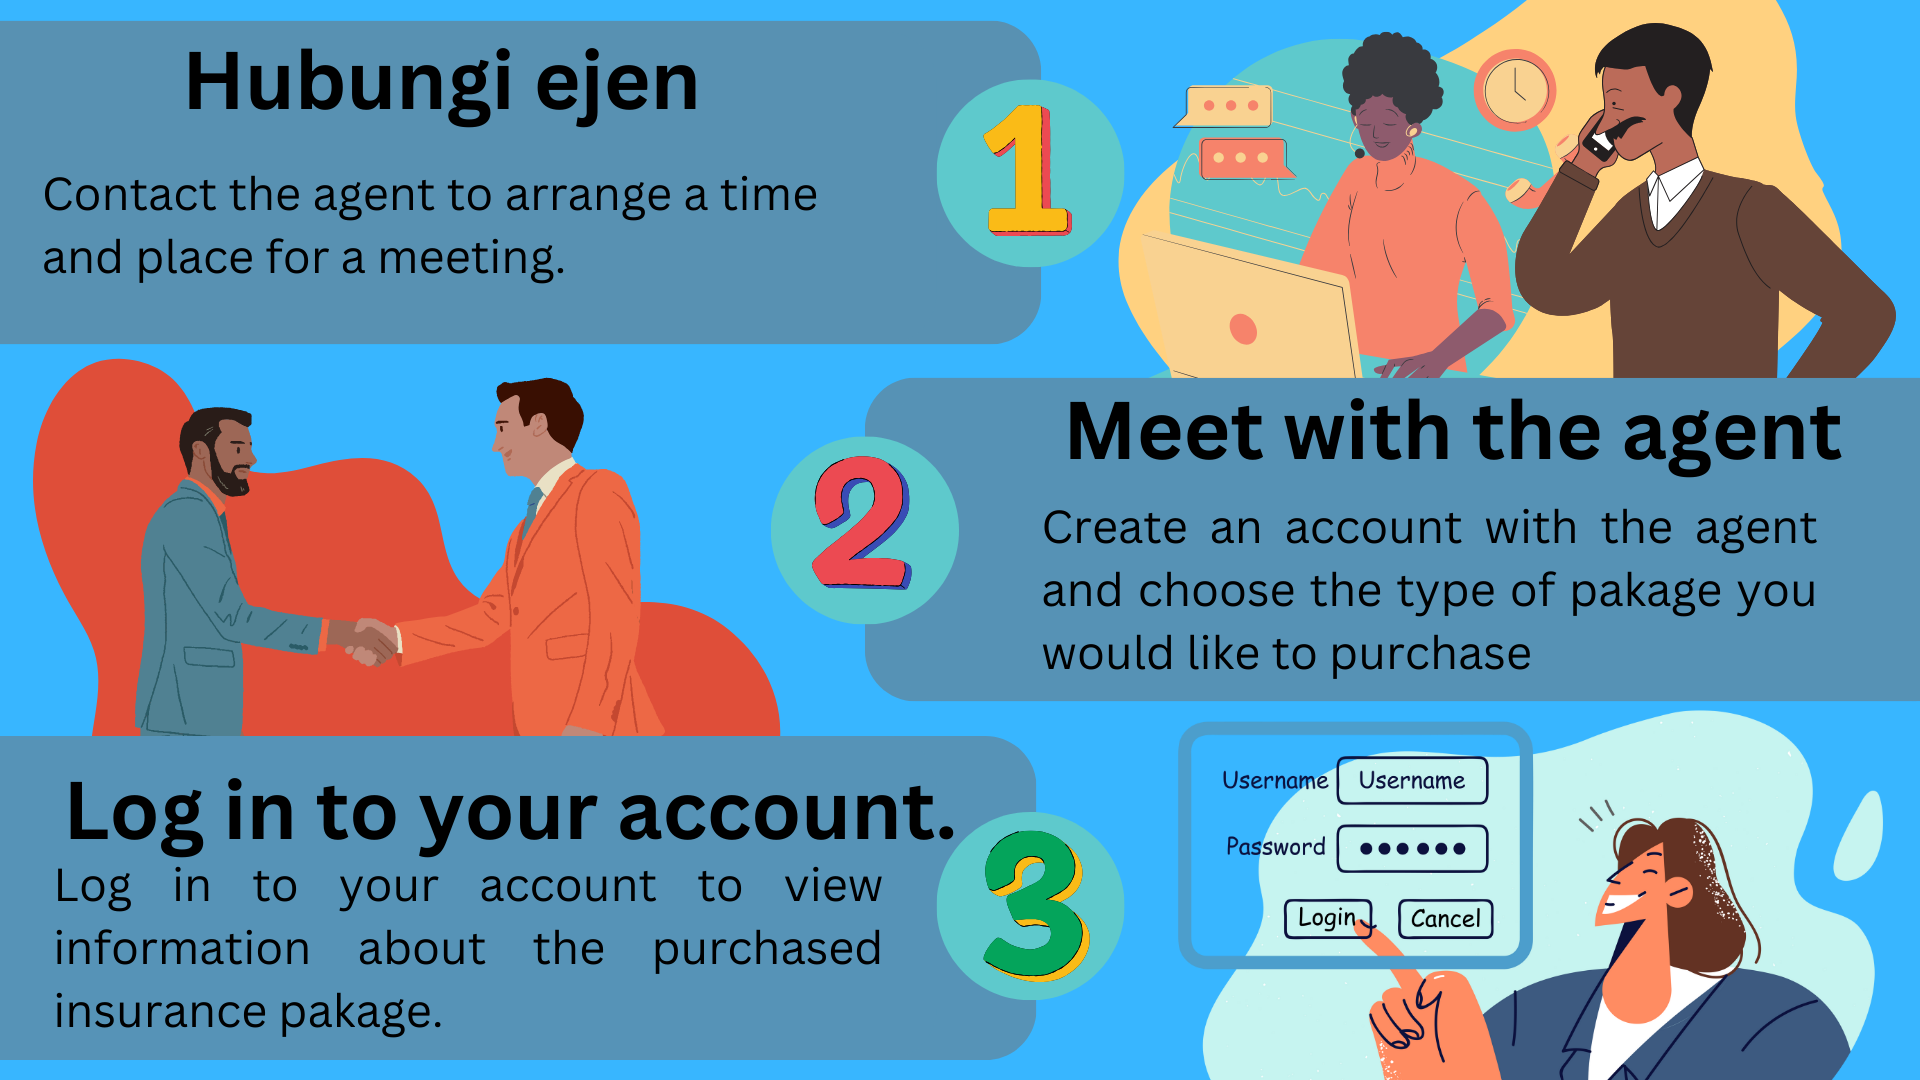 Hubungi ejen
Contact the agent to arrange a time
and place for a meeting.
1
Meet with the agent
2
Create an account with the agent
and choose the type of pakage you
would like to purchase
Log in to your account.
Log in to your account to view
information about the purchased
insurance pakage.
3
Username Username
Password ●●●●●●
Login Cancel